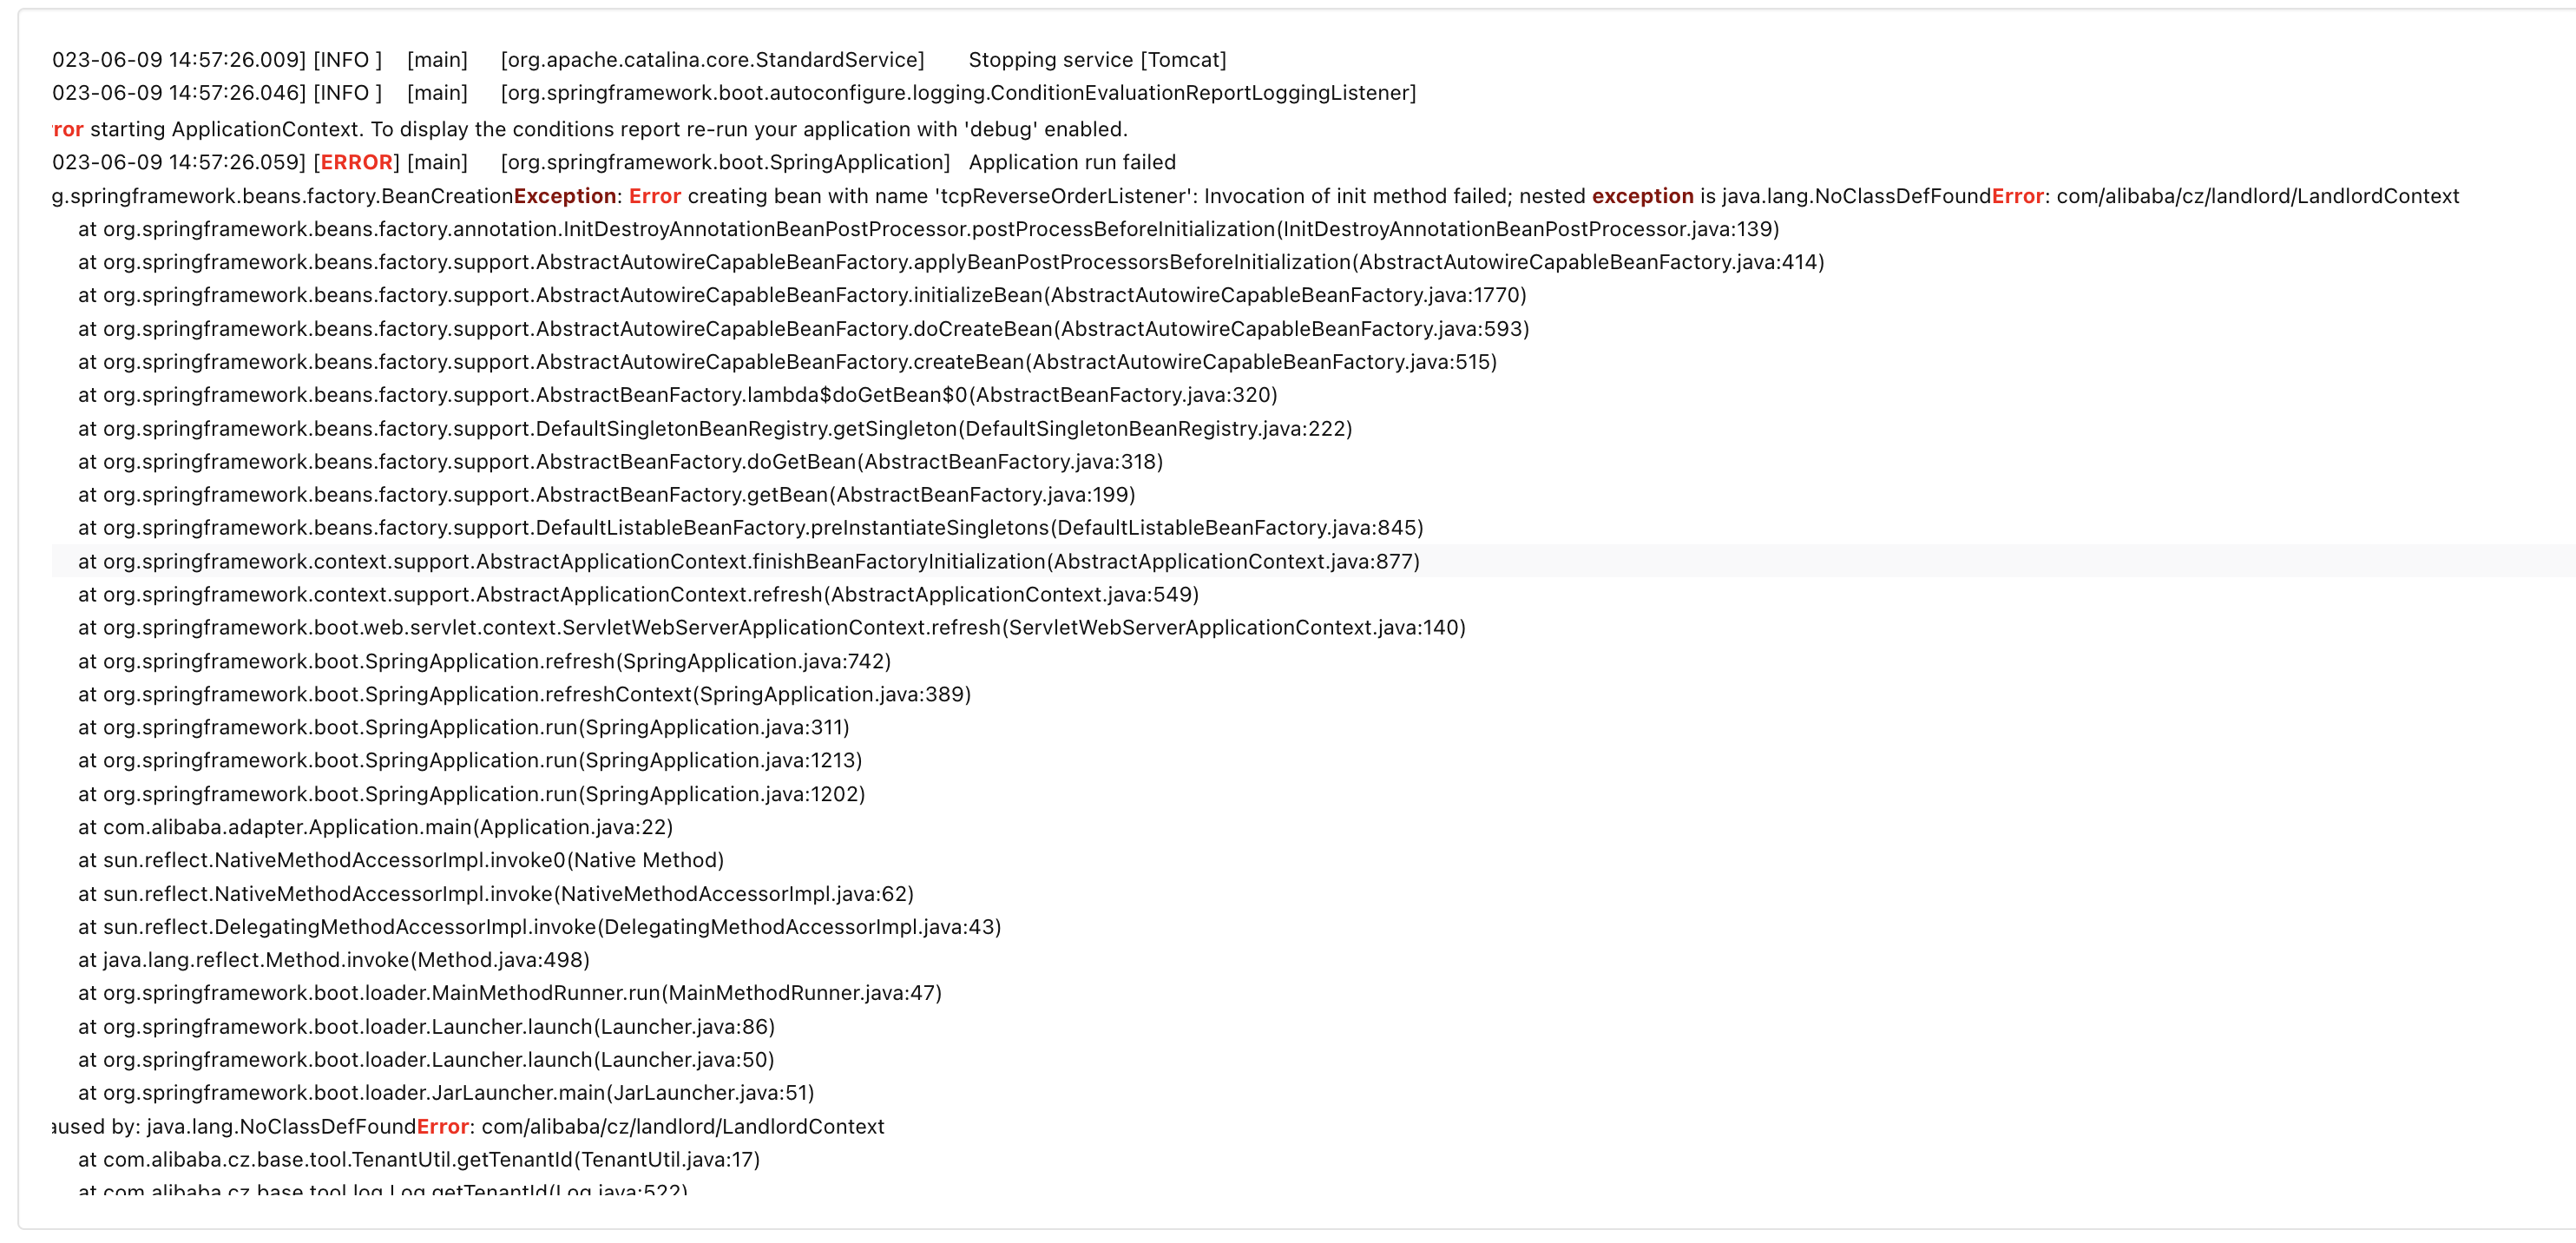 023-06-09 14:57:26.009] [INFO ] [main] [org.apache.catalina.core.StandardService] Stopping service [Tomcat]
023-06-09 14:57:26.046] [INFO ] [main] [org.springframework.boot.autoconfigure.logging.ConditionEvaluationReportLoggingListener]
ror starting ApplicationContext. To display the conditions report re-run your application with 'debug' enabled.
023-06-09 14:57:26.059] [ERROR] [main] [org.springframework.boot.SpringApplication] Application run failed
g.springframework.beans.factory.BeanCreationException: Error creating bean with name 'tcpReverseOrderListener': Invocation of init method failed; nested exception is java.lang.NoClassDefFoundError: com/alibaba/cz/landlord/LandlordContext
at org.springframework.beans.factory.annotation.InitDestroyAnnotationBeanPostProcessor.postProcessBeforeInitialization(InitDestroyAnnotationBeanPostProcessor.java:139)
at org.springframework.beans.factory.support.AbstractAutowireCapableBeanFactory.applyBeanPostProcessorsBeforeInitialization(AbstractAutowireCapableBeanFactory.java:414)
at org.springframework.beans.factory.support.AbstractAutowireCapableBeanFactory.initializeBean(AbstractAutowireCapableBeanFactory.java:1770)
at org.springframework.beans.factory.support.AbstractAutowireCapableBeanFactory.doCreateBean(AbstractAutowireCapableBeanFactory.java:593)
at org.springframework.beans.factory.support.AbstractAutowireCapableBeanFactory.createBean(AbstractAutowireCapableBeanFactory.java:515)
at org.springframework.beans.factory.support.AbstractBeanFactory.lambda$doGetBean$0(AbstractBeanFactory.java:320)
at org.springframework.beans.factory.support.DefaultSingletonBeanRegistry.getSingleton(DefaultSingletonBeanRegistry.java:222)
at org.springframework.beans.factory.support.AbstractBeanFactory.doGetBean(AbstractBeanFactory.java:318)
at org.springframework.beans.factory.support.AbstractBeanFactory.getBean(AbstractBeanFactory.java:199)
at org.springframework.beans.factory.support.DefaultListableBeanFactory.preInstantiateSingletons(DefaultListableBeanFactory.java:845)
at org.springframework.context.support.AbstractApplicationContext.finishBeanFactoryInitialization(AbstractApplicationContext.java:877)
at org.springframework.context.support.AbstractApplicationContext.refresh(AbstractApplicationContext.java:549)
at org.springframework.boot.web.servlet.context.ServletWebServerApplicationContext.refresh(ServletWebServerApplicationContext.java:140)
at org.springframework.boot.SpringApplication.refresh(SpringApplication.java:742)
at org.springframework.boot.SpringApplication.refreshContext(SpringApplication.java:389)
at org.springframework.boot.SpringApplication.run(SpringApplication.java:311)
at org.springframework.boot.SpringApplication.run(SpringApplication.java:1213)
at org.springframework.boot.SpringApplication.run(SpringApplication.java:1202)
at com.alibaba.adapter.Application.main(Application.java:22)
at sun.reflect.NativeMethodAccessorImpl.invoke0(Native Method)
at sun.reflect.NativeMethodAccessorImpl.invoke(NativeMethodAccessorImpl.java:62)
at sun.reflect.DelegatingMethodAccessorImpl.invoke(DelegatingMethodAccessorImpl.java:43)
at java.lang.reflect.Method.invoke(Method.java:498)
at org.springframework.boot.loader.MainMethodRunner.run(MainMethodRunner.java:47)
at org.springframework.boot.loader.Launcher.launch(Launcher.java:86)
at org.springframework.boot.loader.Launcher.launch(Launcher.java:50)
at org.springframework.boot.loader.JarLauncher.main(JarLauncher.java:51)
aused by: java.lang.NoClassDefFoundError: com/alibaba/cz/landlord/LandlordContext
at com.alibaba.cz.base.tool.TenantUtil.getTenantId(TenantUtil.java:17)
at com.alibaba.cz.base.tool.log.Log.getTenantId(Log.java:522)